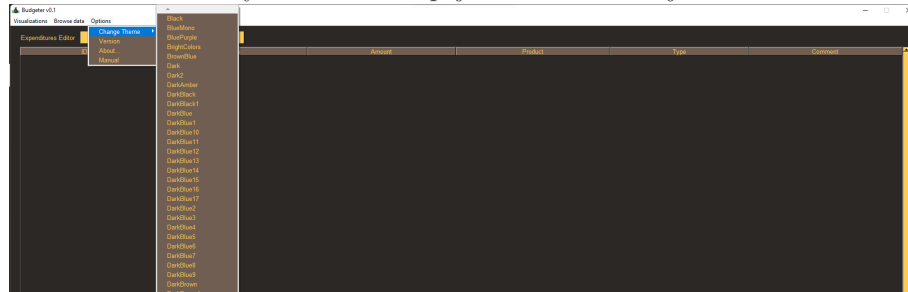 Budgeter v0.1
Visualizations Browse data Options
Expenditures Editor
ID Amount Product Type Comment
Change Theme
Version
About...
Manual
Black
BlueMono
BluePurple
BrightColors
BrownBlue
Dark
Dark2
DarkAmber
DarkBlack
DarkBlack1
DarkBlue
DarkBlue1
DarkBlue10
DarkBlue11
DarkBlue12
DarkBlue13
DarkBlue14
DarkBlue15
DarkBlue16
DarkBlue17
DarkBlue2
DarkBlue3
DarkBlue4
DarkBlue5
DarkBlue6
DarkBlue7
DarkBlue8
DarkBlue9
DarkBrown